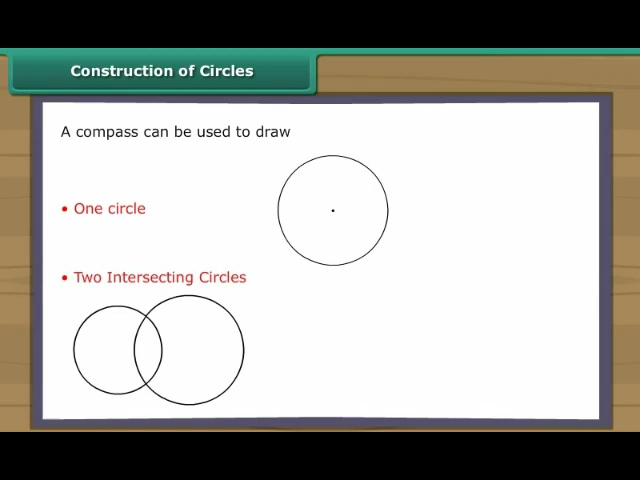 Construction of Circles
A compass can be used to draw
• One circle
• Two Intersecting Circles